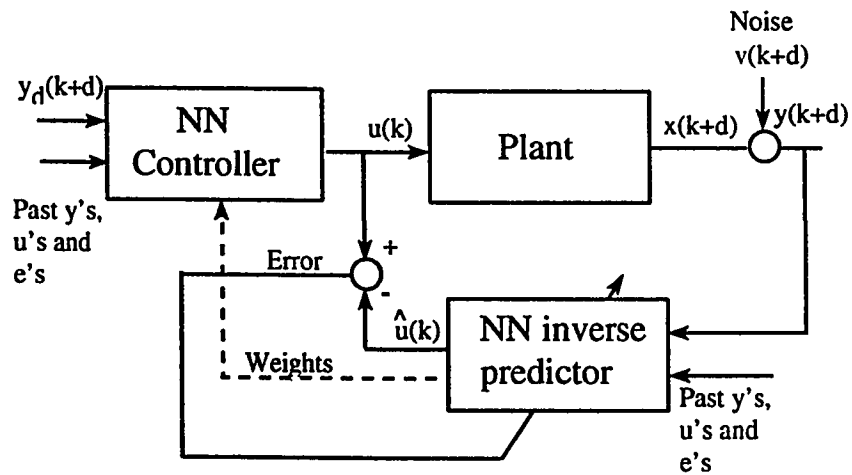 Noise
v(k+d)
y_d(k+d)
NN
Controller
u(k)
Plant
x(k+d)
y(k+d)
Past y's,
u's and
e's
+
Error
-
û(k)
NN inverse
predictor
Weights
Past y's,
u's and
e's